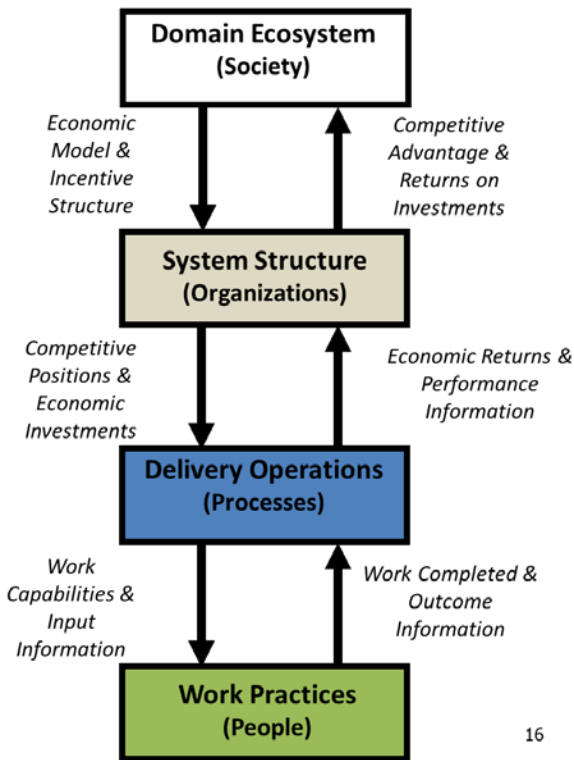 Domain Ecosystem
(Society)
Economic
Model &
Incentive
Structure
Competitive
Advantage &
Returns on
Investments
System Structure
(Organizations)
Competitive
Positions &
Economic
Investments
Economic Returns &
Performance
Information
Delivery Operations
(Processes)
Work
Capabilities &
Input
Information
Work Completed &
Outcome
Information
Work Practices
(People)
16